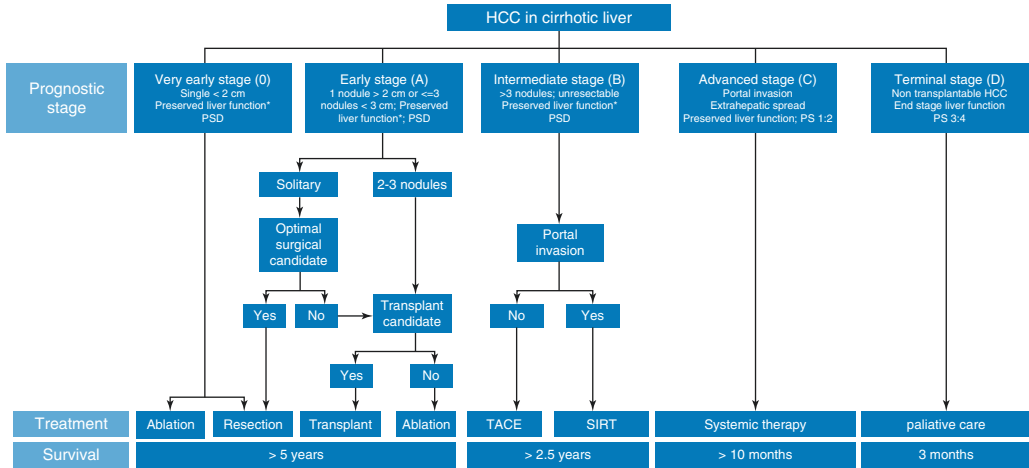 HCC in cirrhotic liver
Prognostic
stage
Very early stage (0)
Single < 2 cm
Preserved liver function*
PSD
Early stage (A)
1 nodule > 2 cm or <=3
nodules < 3 cm; Preserved
liver function*; PSD
Intermediate stage (B)
>3 nodules; unresectable
Preserved liver function*
PSD
Advanced stage (C)
Portal invasion
Extrahepatic spread
Preserved liver function; PS 1:2
Terminal stage (D)
Non transplantable HCC
End stage liver function
PS 3:4
Solitary
2-3 nodules
Optimal
surgical
candidate
Portal
invasion
Yes
No
Transplant
candidate
No
Yes
Yes
No
Treatment
Ablation
Resection
Transplant
Ablation
TACE
SIRT
Systemic therapy
paliative care
Survival
> 5 years
> 2.5 years
> 10 months
3 months